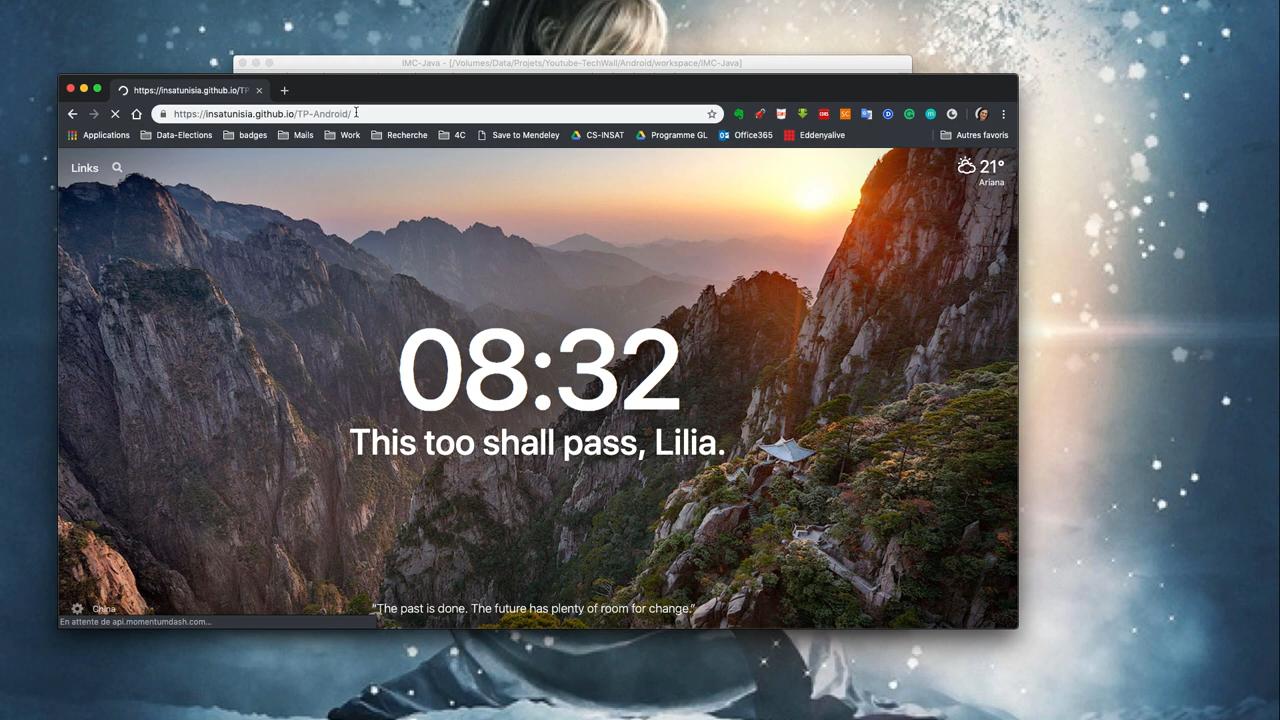 IMC-Java - [/Volumes/Data/Projets/Youtube-TechWall/Android/workspace/IMC-Java]
https://insatunisia.github.io/TP
https://insatunisia.github.io/TP-Android/
Applications Data-Elections badges Mails Work Recherche 4C Save to Mendeley CS-INSAT Programme GL Office365 Eddenyalive Autres favoris
Links 21°
Ariana
08:32
This too shall pass, Lilia.
China "The past is done. The future has plenty of room for change."
En attente de api.momentumdash.com...